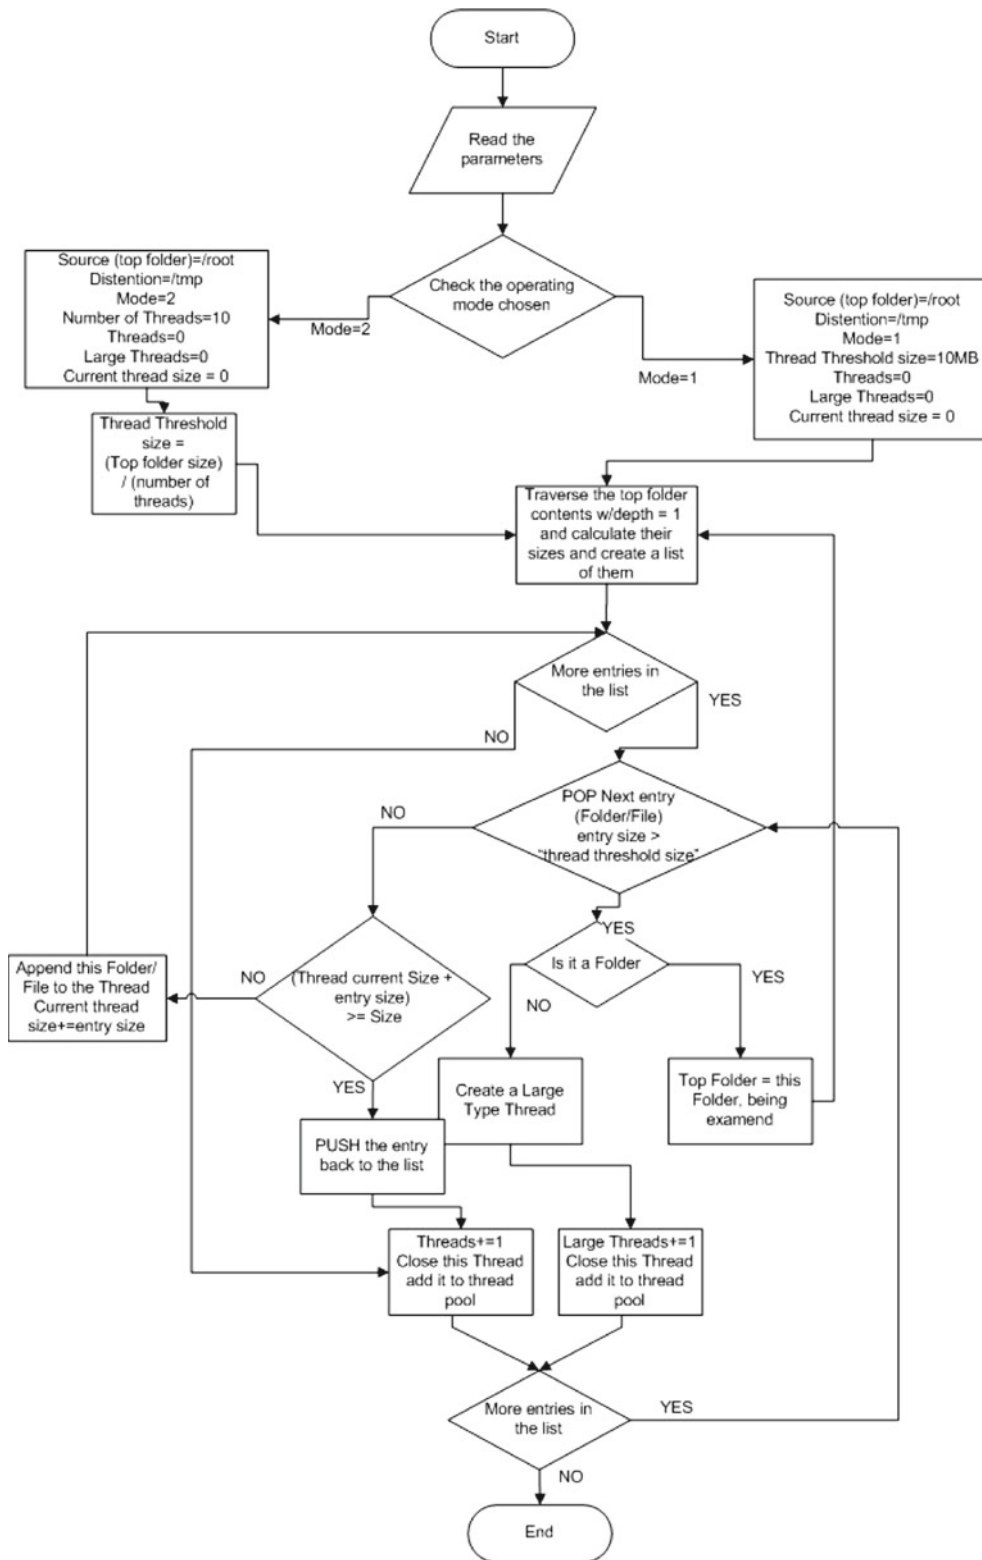 Start
Read the
parameters
Check the operating
mode chosen
Mode=2
Mode=1
Source (top folder)=/root
Distention=/tmp
Mode=2
Number of Threads=10
Threads=0
Large Threads=0
Current thread size = 0
Source (top folder)=/root
Distention=/tmp
Mode=1
Thread Threshold size=10MB
Threads=0
Large Threads=0
Current thread size = 0
Thread Threshold
size =
(Top folder size)
/ (number of
threads)
Traverse the top folder
contents w/depth = 1
and calculate their
sizes and create a list
of them
More entries in
the list
YES
NO
POP Next entry
(Folder/File)
entry size >
"thread threshold size"
NO
YES
Is it a Folder
YES
NO
(Thread current Size +
entry size)
>= Size
NO
YES
Append this Folder/
File to the Thread
Current thread
size+=entry size
Create a Large
Type Thread
Top Folder = this
Folder, being
examend
PUSH the entry
back to the list
Threads+=1
Close this Thread
add it to thread
pool
Large Threads+=1
Close this Thread
add it to thread
pool
More entries in
the list
YES
NO
End